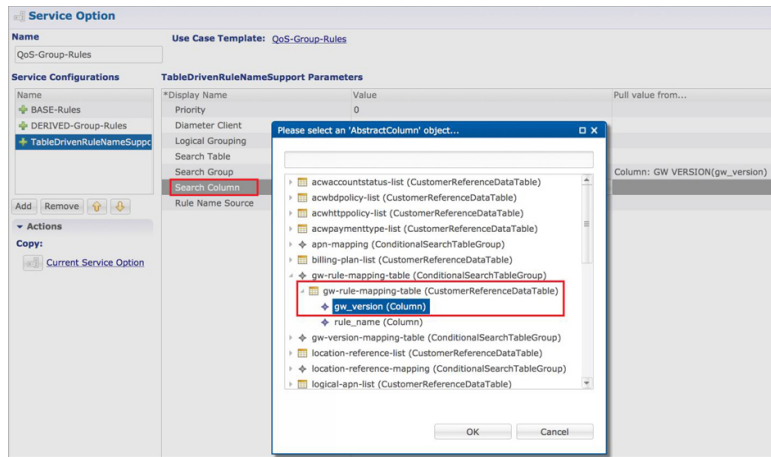 Service Option
Name
Use Case Template: QoS-Group-Rules
QoS-Group-Rules
Service Configurations
TableDrivenRuleNameSupport Parameters
Name
*Display Name Value Pull value from...
BASE-Rules
Priority 0
DERIVED-Group-Rules
Diameter Client
TableDrivenRuleNameSuppc
Logical Grouping
Search Table
Search Group Column: GW VERSION(gw_version)
Search Column
Rule Name Source
Add Remove
Actions
Copy:
Current Service Option
Please select an 'AbstractColumn' object...
acwaccountstatus-list (CustomerReferenceDataTable)
acwbdpolicy-list (CustomerReferenceDataTable)
acwhttppolicy-list (CustomerReferenceDataTable)
acwpaymenttype-list (CustomerReferenceDataTable)
apn-mapping (ConditionalSearchTableGroup)
billing-plan-list (CustomerReferenceDataTable)
gw-rule-mapping-table (ConditionalSearchTableGroup)
gw-rule-mapping-table (CustomerReferenceDataTable)
gw_version (Column)
rule_name (Column)
gw-version-mapping-table (ConditionalSearchTableGroup)
location-reference-list (CustomerReferenceDataTable)
location-reference-mapping (ConditionalSearchTableGroup)
logical-apn-list (CustomerReferenceDataTable)
OK Cancel